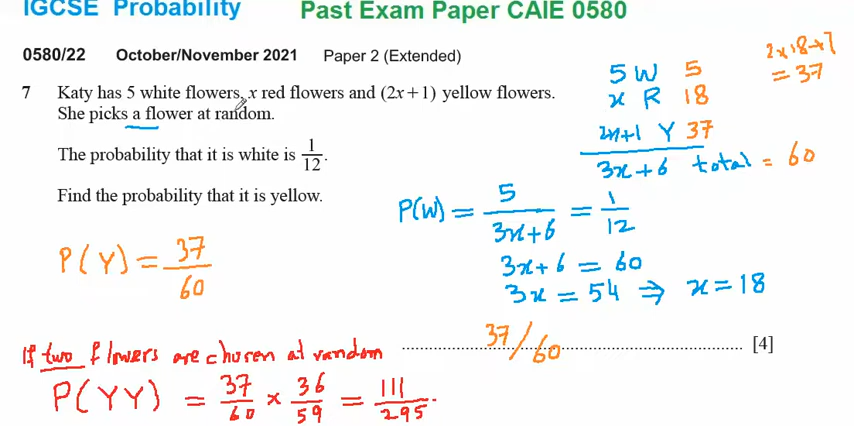 IGCSE Probability Past Exam Paper CAIE 0580
0580/22 October/November 2021 Paper 2 (Extended)
7 Katy has 5 white flowers, x red flowers and (2x+1) yellow flowers.
She picks a flower at random.
The probability that it is white is 1/12.
Find the probability that it is yellow.
5 W 5
x R 18
2x+1 Y 37
3x+6 total = 60
2×18+1
= 37
P(W) = 5/(3x+6) = 1/12
3x+6 = 60
3x = 54 ⇒ x = 18
P(Y) = 37/60
37/60 [4]
If two flowers are chosen at random
P(YY) = 37/60 × 36/59 = 111/295.